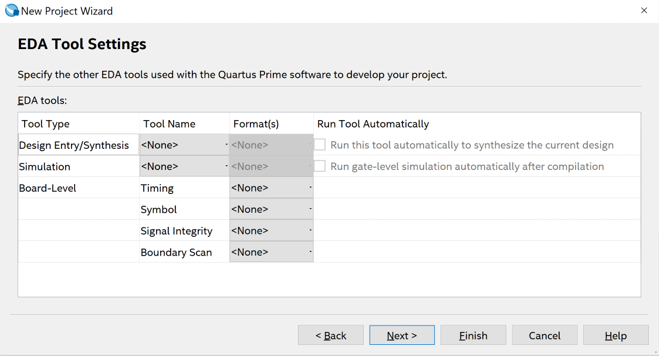 New Project Wizard
EDA Tool Settings
Specify the other EDA tools used with the Quartus Prime software to develop your project.
EDA tools:
Tool Type Tool Name Format(s) Run Tool Automatically
Design Entry/Synthesis <None> <None> Run this tool automatically to synthesize the current design
Simulation <None> <None> Run gate-level simulation automatically after compilation
Board-Level Timing <None>
Symbol <None>
Signal Integrity <None>
Boundary Scan <None>
< Back Next > Finish Cancel Help